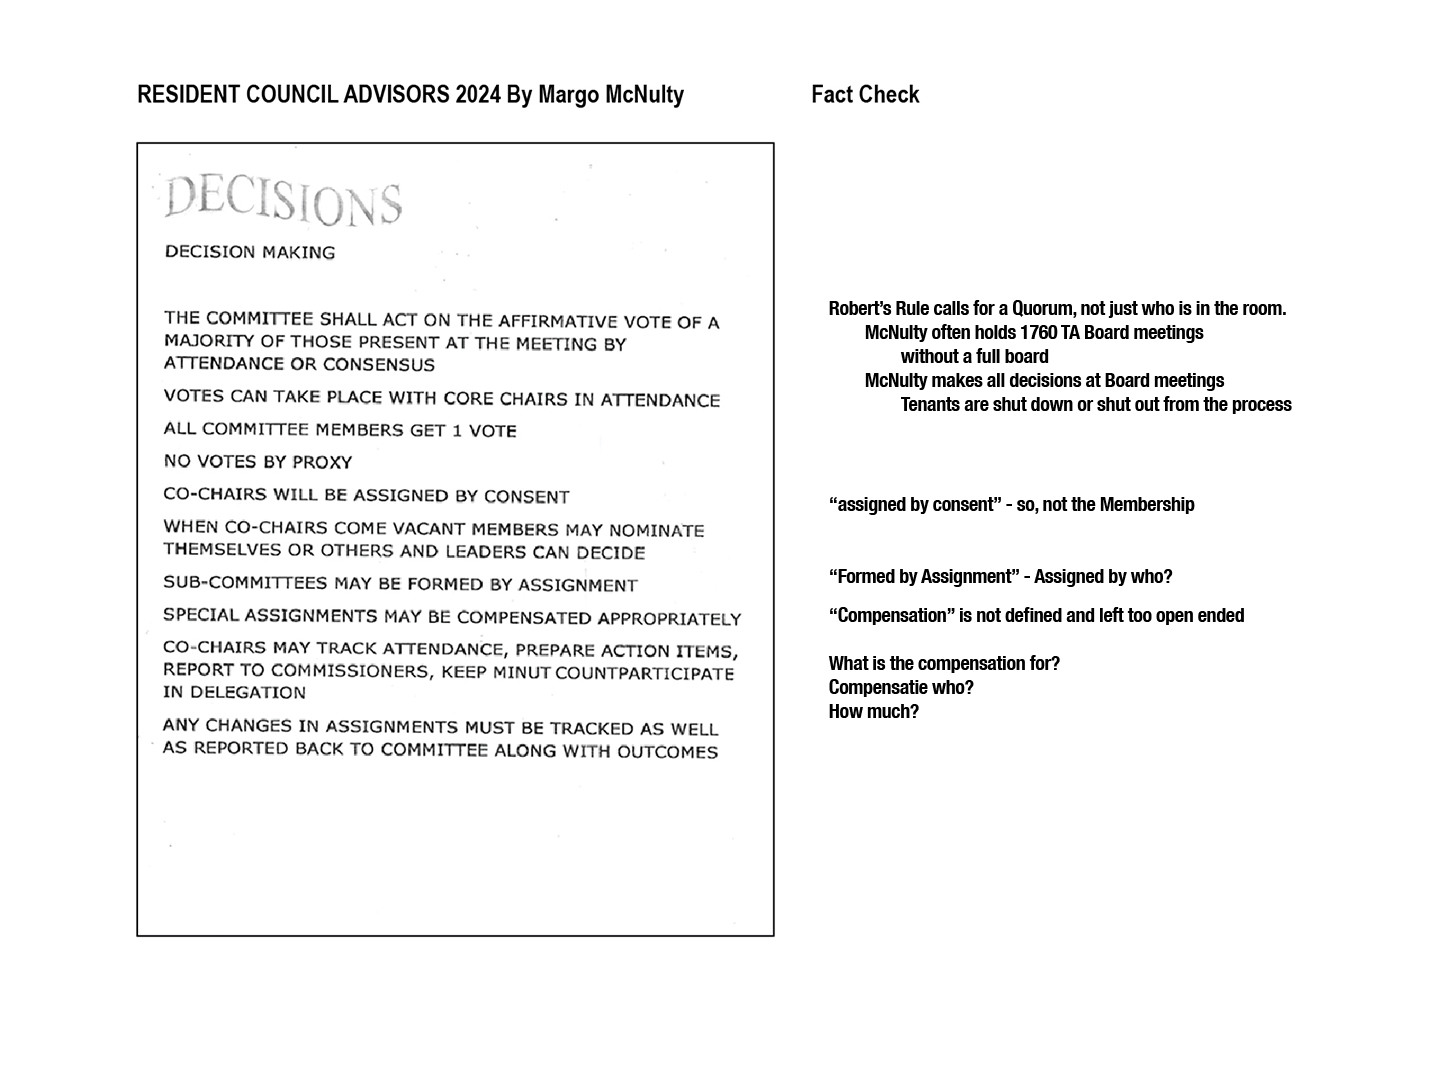 RESIDENT COUNCIL ADVISORS 2024 By Margo McNulty
Fact Check
DECISIONS
DECISION MAKING
THE COMMITTEE SHALL ACT ON THE AFFIRMATIVE VOTE OF A
MAJORITY OF THOSE PRESENT AT THE MEETING BY
ATTENDANCE OR CONSENSUS
VOTES CAN TAKE PLACE WITH CORE CHAIRS IN ATTENDANCE
ALL COMMITTEE MEMBERS GET 1 VOTE
NO VOTES BY PROXY
CO-CHAIRS WILL BE ASSIGNED BY CONSENT
WHEN CO-CHAIRS COME VACANT MEMBERS MAY NOMINATE
THEMSELVES OR OTHERS AND LEADERS CAN DECIDE
SUB-COMMITTEES MAY BE FORMED BY ASSIGNMENT
SPECIAL ASSIGNMENTS MAY BE COMPENSATED APPROPRIATELY
CO-CHAIRS MAY TRACK ATTENDANCE, PREPARE ACTION ITEMS,
REPORT TO COMMISSIONERS, KEEP MINUT COUNTPARTICIPATE
IN DELEGATION
ANY CHANGES IN ASSIGNMENTS MUST BE TRACKED AS WELL
AS REPORTED BACK TO COMMITTEE ALONG WITH OUTCOMES
Robert’s Rule calls for a Quorum, not just who is in the room.
McNulty often holds 1760 TA Board meetings
without a full board
McNulty makes all decisions at Board meetings
Tenants are shut down or shut out from the process
“assigned by consent” - so, not the Membership
“Formed by Assignment” - Assigned by who?
“Compensation” is not defined and left too open ended
What is the compensation for?
Compensatie who?
How much?